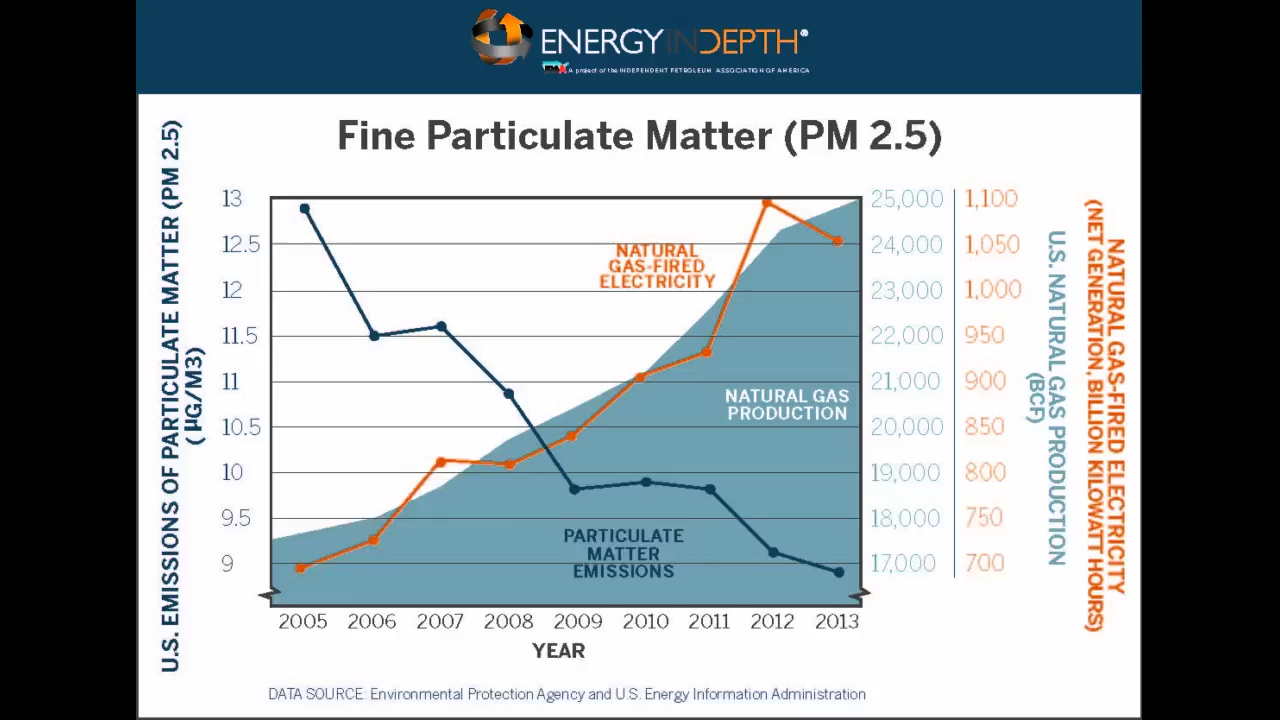 ENERGYINDEPTH®
A project of the INDEPENDENT PETROLEUM ASSOCIATION OF AMERICA
Fine Particulate Matter (PM 2.5)
U.S. EMISSIONS OF PARTICULATE MATTER (PM 2.5)
(µG/M3)
13
12.5
12
11.5
11
10.5
10
9.5
9
NATURAL
GAS-FIRED
ELECTRICITY
NATURAL GAS
PRODUCTION
PARTICULATE
MATTER
EMISSIONS
25,000
24,000
23,000
22,000
21,000
20,000
19,000
18,000
17,000
1,100
1,050
1,000
950
900
850
800
750
700
U.S. NATURAL GAS PRODUCTION
(BCF)
NATURAL GAS-FIRED ELECTRICITY
(NET GENERATION, BILLION KILOWATT HOURS)
2005 2006 2007 2008 2009 2010 2011 2012 2013
YEAR
DATA SOURCE: Environmental Protection Agency and U.S. Energy Information Administration